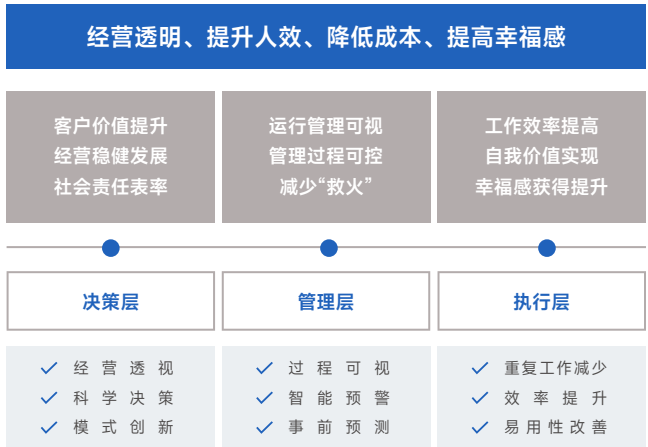 经营透明、提升人效、降低成本、提高幸福感
客户价值提升
经营稳健发展
社会责任表率
运行管理可视
管理过程可控
减少“救火”
工作效率提高
自我价值实现
幸福感获得提升
决策层
管理层
执行层
经营透视
科学决策
模式创新
过程可视
智能预警
事前预测
重复工作减少
效率提升
易用性改善